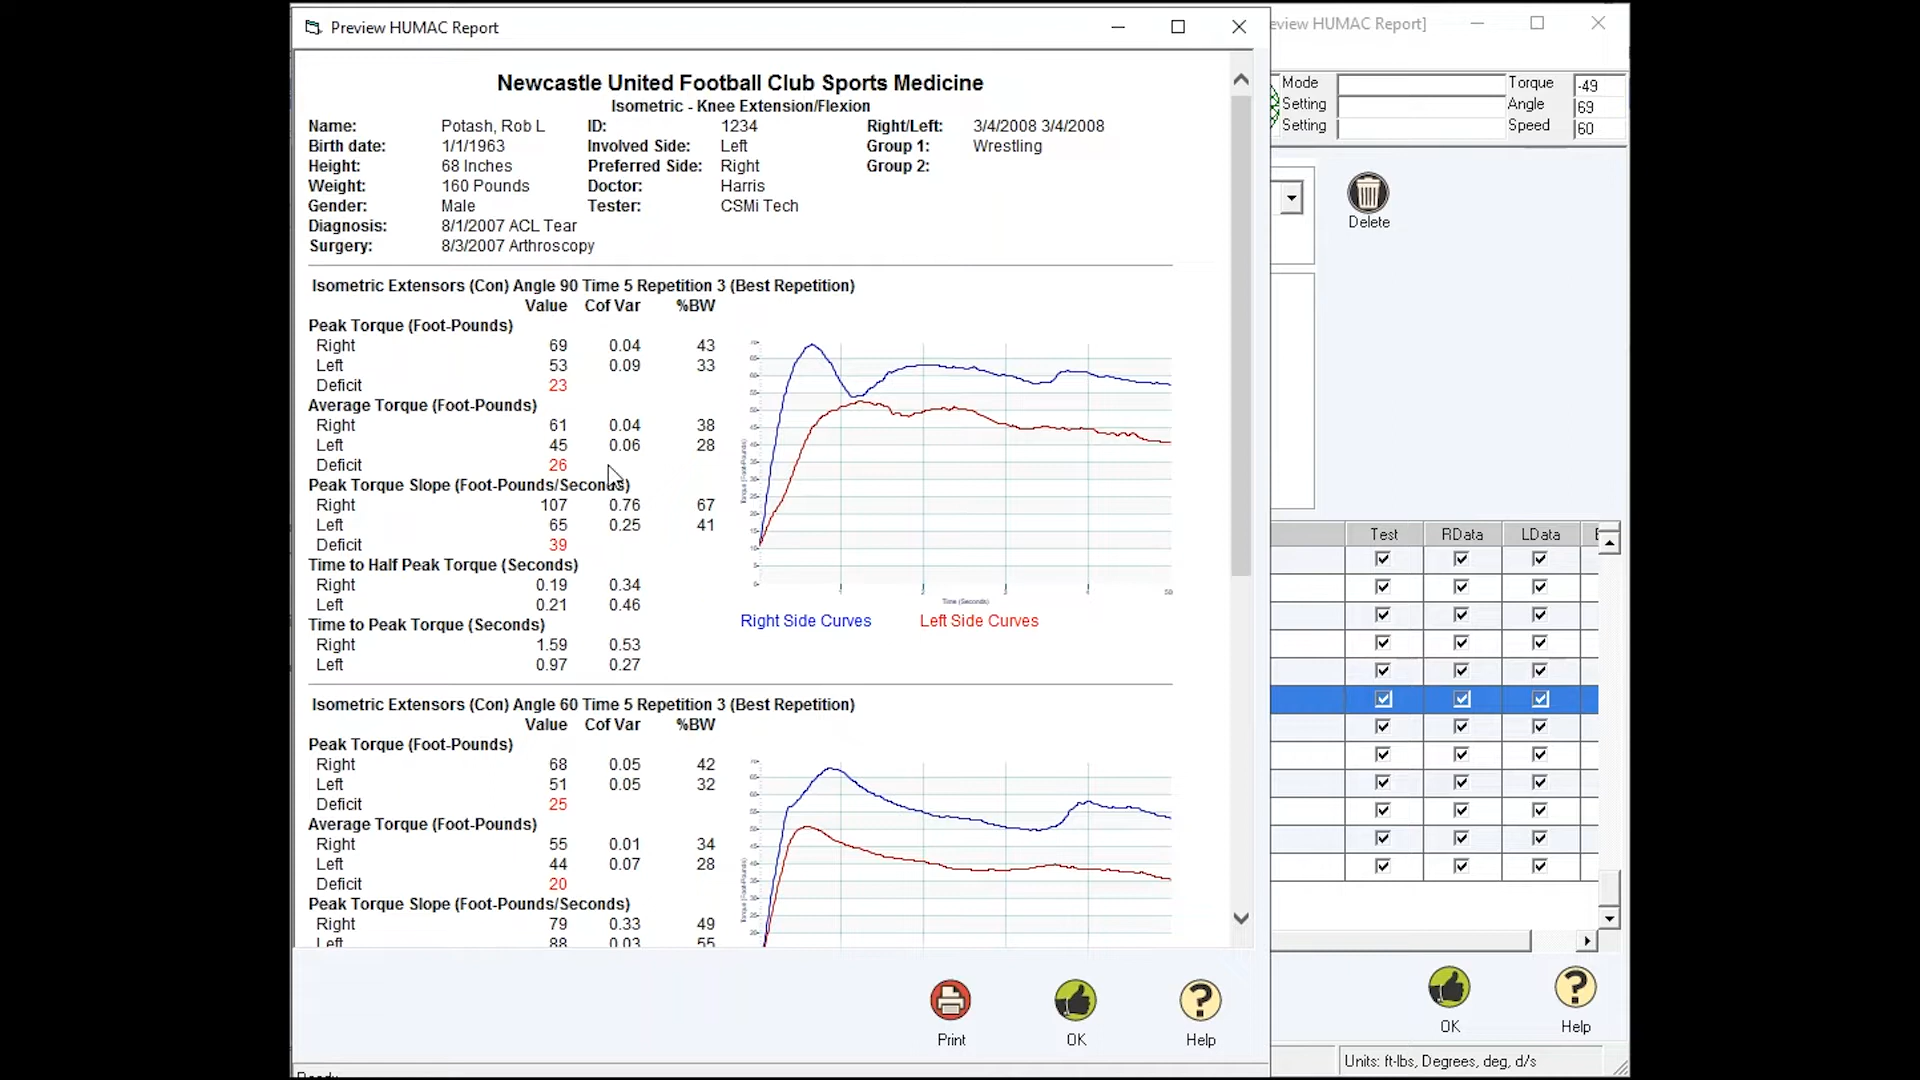 Preview HUMAC Report
eview HUMAC Report]
Newcastle United Football Club Sports Medicine
Isometric - Knee Extension/Flexion
Name: Potash, Rob L ID: 1234 Right/Left: 3/4/2008 3/4/2008
Birth date: 1/1/1963 Involved Side: Left Group 1: Wrestling
Height: 68 Inches Preferred Side: Right Group 2:
Weight: 160 Pounds Doctor: Harris
Gender: Male Tester: CSMi Tech
Diagnosis: 8/1/2007 ACL Tear
Surgery: 8/3/2007 Arthroscopy
Isometric Extensors (Con) Angle 90 Time 5 Repetition 3 (Best Repetition)
Value Cof Var %BW
Peak Torque (Foot-Pounds)
Right 69 0.04 43
Left 53 0.09 33
Deficit 23
Average Torque (Foot-Pounds)
Right 61 0.04 38
Left 45 0.06 28
Deficit 26
Peak Torque Slope (Foot-Pounds/Seconds)
Right 107 0.76 67
Left 65 0.25 41
Deficit 39
Time to Half Peak Torque (Seconds)
Right 0.19 0.34
Left 0.21 0.46
Time to Peak Torque (Seconds)
Right 1.59 0.53
Left 0.97 0.27
Time (Seconds)
Right Side Curves Left Side Curves
Isometric Extensors (Con) Angle 60 Time 5 Repetition 3 (Best Repetition)
Value Cof Var %BW
Peak Torque (Foot-Pounds)
Right 68 0.05 42
Left 51 0.05 32
Deficit 25
Average Torque (Foot-Pounds)
Right 55 0.01 34
Left 44 0.07 28
Deficit 20
Peak Torque Slope (Foot-Pounds/Seconds)
Right 79 0.33 49
Left 88 0.03 55
Print OK Help
Ready
Mode Torque -49
Setting Angle 69
Setting Speed 60
Delete
Test RData LData
OK Help
Units: ft-lbs, Degrees, deg, d/s